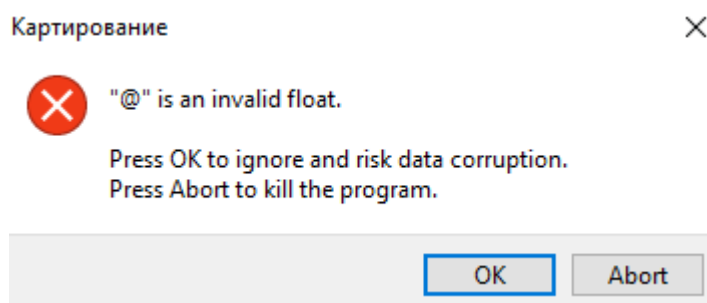 Картирование
"@" is an invalid float.
Press OK to ignore and risk data corruption.
Press Abort to kill the program.
OK
Abort